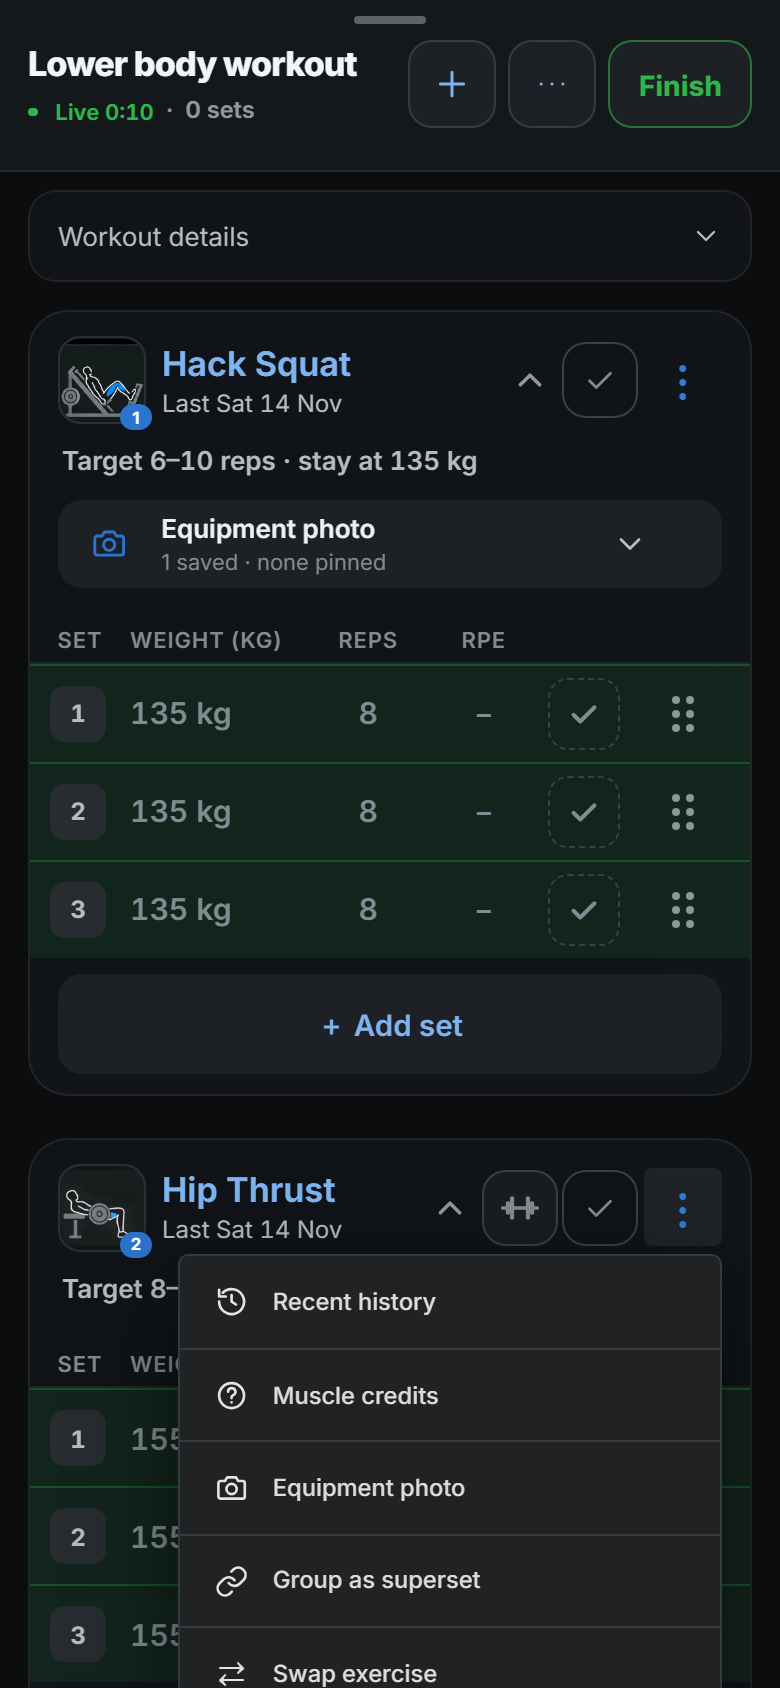 Lower body workout
Live 0:10 · 0 sets
+
...
Finish
Workout details
Hack Squat
1
Last Sat 14 Nov
Target 6–10 reps · stay at 135 kg
Equipment photo
1 saved · none pinned
SET WEIGHT (KG) REPS RPE
1 135 kg 8 –
2 135 kg 8 –
3 135 kg 8 –
+ Add set
Hip Thrust
2
Last Sat 14 Nov
Target 8–
SET
1 155
2 155
3 155
Recent history
Muscle credits
Equipment photo
Group as superset
Swap exercise